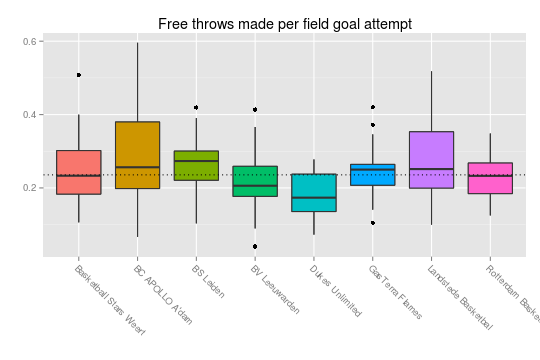 Free throws made per field goal attempt
0.6
0.4
0.2
Basketball Stars Weert
BC APOLLO A'dam
BS Leiden
BV Leeuwarden
Dukes Unlimited
GasTerra Flames
Landstede Basketbal
Rotterdam Baske